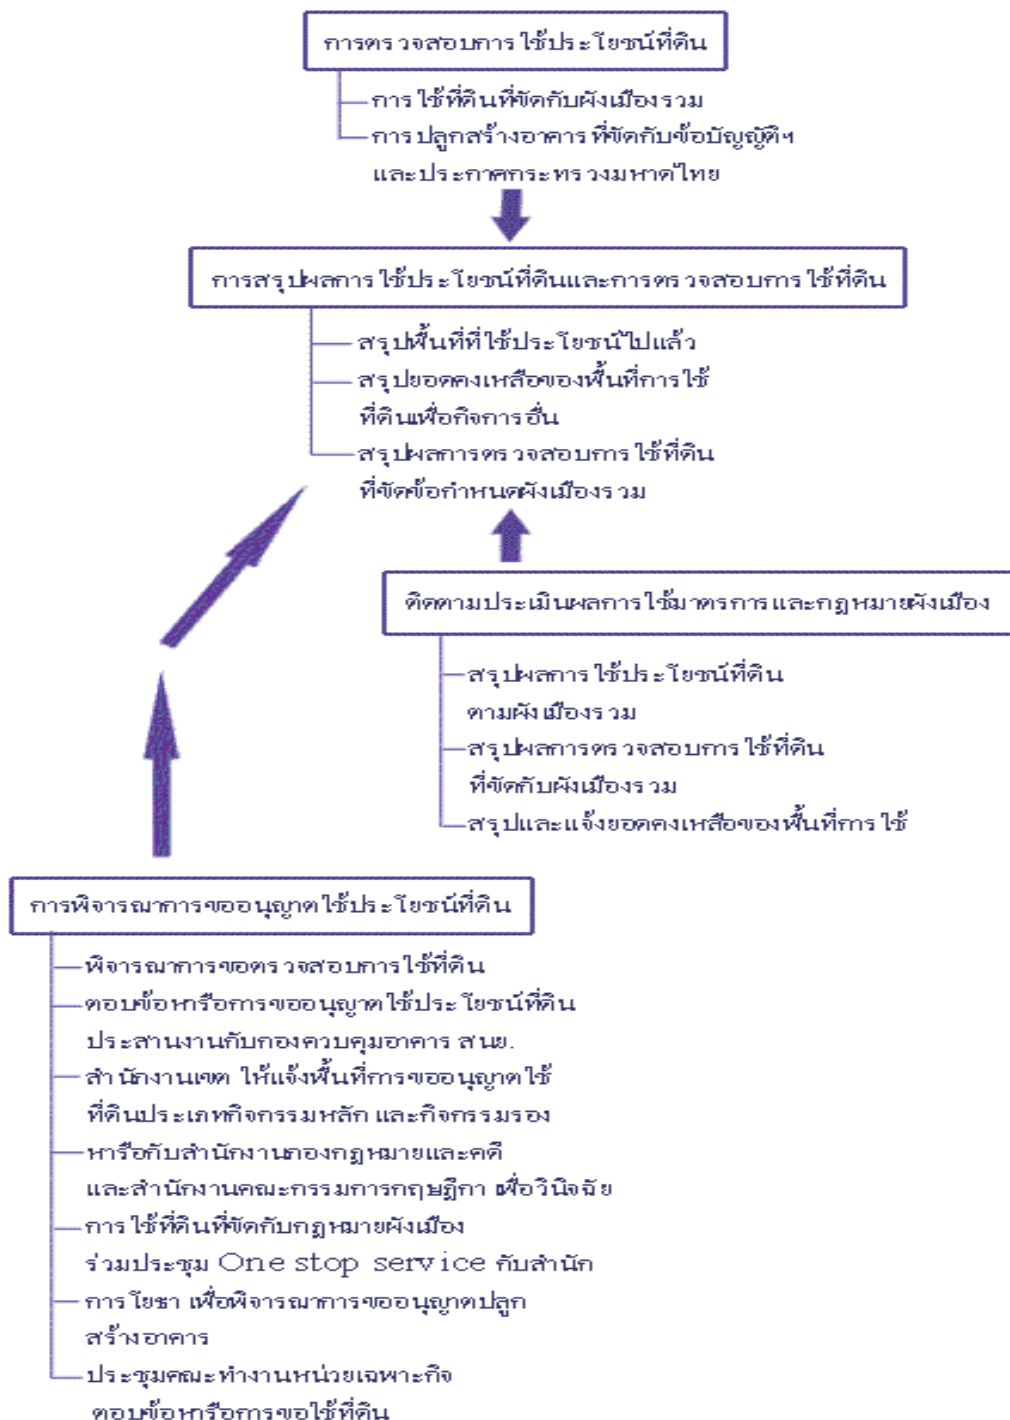 การตรวจสอบการใช้ประโยชน์ที่ดิน
การใช้ที่ดินที่ขัดกับผังเมืองรวม
การปลูกสร้างอาคารที่ขัดกับข้อบัญญัติฯ
และประกาศกระทรวงมหาดไทย
การสรุปผลการใช้ประโยชน์ที่ดินและการตรวจสอบการใช้ที่ดิน
สรุปพื้นที่ที่ใช้ประโยชน์ไปแล้ว
สรุปยอดคงเหลือของพื้นที่การใช้
ที่ดินเพื่อกิจการอื่น
สรุปผลการตรวจสอบการใช้ที่ดิน
ที่ขัดข้อกำหนดผังเมืองรวม
ติดตามประเมินผลการใช้มาตรการและกฎหมายผังเมือง
สรุปผลการใช้ประโยชน์ที่ดิน
ตามผังเมืองรวม
สรุปผลการตรวจสอบการใช้ที่ดิน
ที่ขัดกับผังเมืองรวม
สรุปและแจ้งยอดคงเหลือของพื้นที่การใช้
การพิจารณาการขออนุญาตใช้ประโยชน์ที่ดิน
พิจารณาการขอตรวจสอบการใช้ที่ดิน
ตอบข้อหารือการขออนุญาตใช้ประโยชน์ที่ดิน
ประสานงานกับกองควบคุมอาคาร สนย.
สำนักงานเขต ให้แจ้งพื้นที่การขออนุญาตใช้
ที่ดินประเภทกิจกรรมหลัก และกิจกรรมรอง
หารือกับสำนักงานกองกฎหมายและคดี
และสำนักงานคณะกรรมการกฤษฎีกา เพื่อวินิจฉัย
การใช้ที่ดินที่ขัดกับกฎหมายผังเมือง
ร่วมประชุม One stop service กับสำนัก
การโยธา เพื่อพิจารณาการขออนุญาตปลูก
สร้างอาคาร
ประชุมคณะทำงานหน่วยเฉพาะกิจ
ตอบข้อหารือการขอใช้ที่ดิน